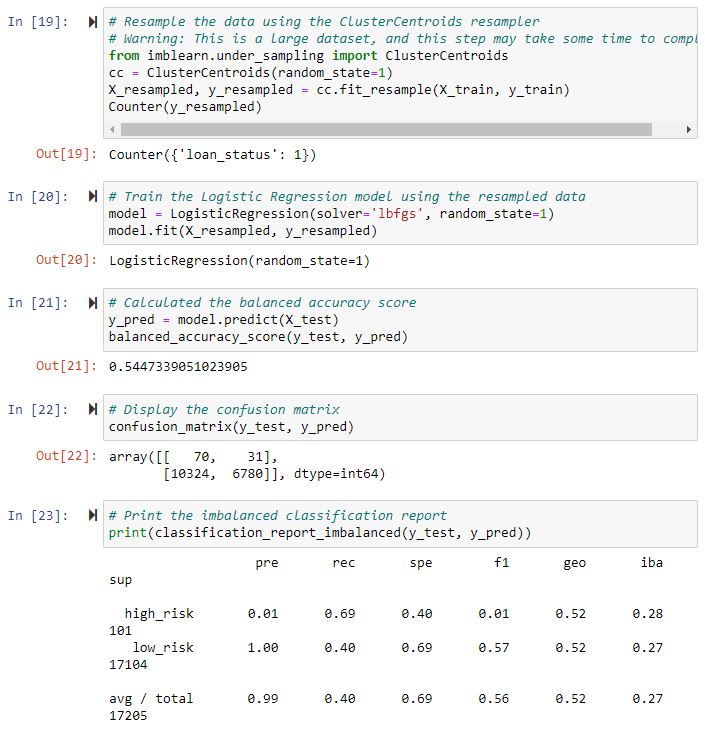 In [19]:
# Resample the data using the ClusterCentroids resampler
# Warning: This is a large dataset, and this step may take some time to compl
from imblearn.under_sampling import ClusterCentroids
cc = ClusterCentroids(random_state=1)
X_resampled, y_resampled = cc.fit_resample(X_train, y_train)
Counter(y_resampled)
Out[19]: Counter({'loan_status': 1})
In [20]:
# Train the Logistic Regression model using the resampled data
model = LogisticRegression(solver='lbfgs', random_state=1)
model.fit(X_resampled, y_resampled)
Out[20]: LogisticRegression(random_state=1)
In [21]:
# Calculated the balanced accuracy score
y_pred = model.predict(X_test)
balanced_accuracy_score(y_test, y_pred)
Out[21]: 0.5447339051023905
In [22]:
# Display the confusion matrix
confusion_matrix(y_test, y_pred)
Out[22]: array([[   70,    31],
       [10324,  6780]], dtype=int64)
In [23]:
# Print the imbalanced classification report
print(classification_report_imbalanced(y_test, y_pred))
pre rec spe f1 geo iba
sup
high_risk 0.01 0.69 0.40 0.01 0.52 0.28
101
low_risk 1.00 0.40 0.69 0.57 0.52 0.27
17104
avg / total 0.99 0.40 0.69 0.56 0.52 0.27
17205